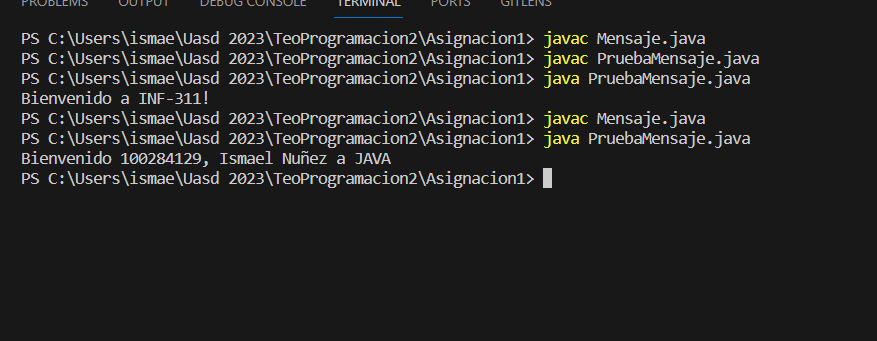 PROBLEMS OUTPUT DEBUG CONSOLE TERMINAL PORTS GITLENS
PS C:\Users\ismae\Uasd 2023\TeoProgramacion2\Asignacion1> javac Mensaje.java
PS C:\Users\ismae\Uasd 2023\TeoProgramacion2\Asignacion1> javac PruebaMensaje.java
PS C:\Users\ismae\Uasd 2023\TeoProgramacion2\Asignacion1> java PruebaMensaje.java
Bienvenido a INF-311!
PS C:\Users\ismae\Uasd 2023\TeoProgramacion2\Asignacion1> javac Mensaje.java
PS C:\Users\ismae\Uasd 2023\TeoProgramacion2\Asignacion1> java PruebaMensaje.java
Bienvenido 100284129, Ismael Nuñez a JAVA
PS C:\Users\ismae\Uasd 2023\TeoProgramacion2\Asignacion1>